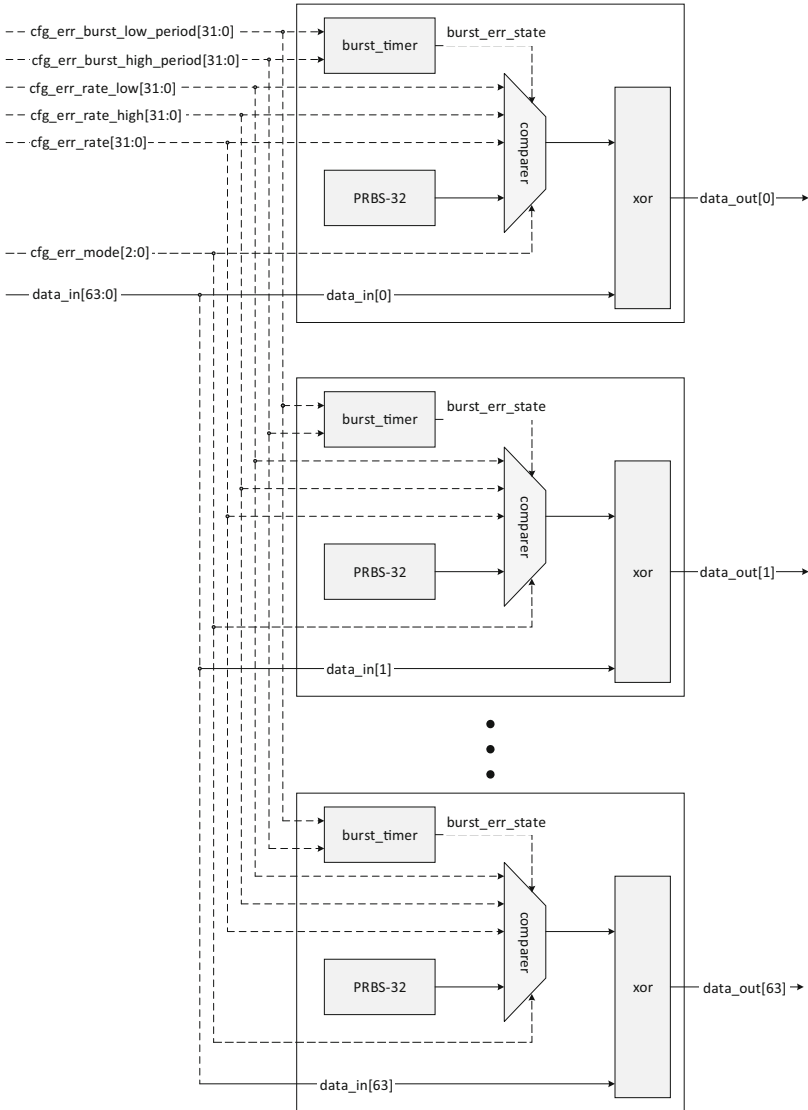 cfg_err_burst_low_period[31:0]
cfg_err_burst_high_period[31:0]
cfg_err_rate_low[31:0]
cfg_err_rate_high[31:0]
cfg_err_rate[31:0]
cfg_err_mode[2:0]
data_in[63:0]
burst_timer
burst_err_state
comparer
PRBS-32
xor
data_in[0]
data_out[0]
burst_timer
burst_err_state
comparer
PRBS-32
xor
data_in[1]
data_out[1]
burst_timer
burst_err_state
comparer
PRBS-32
xor
data_in[63]
data_out[63]